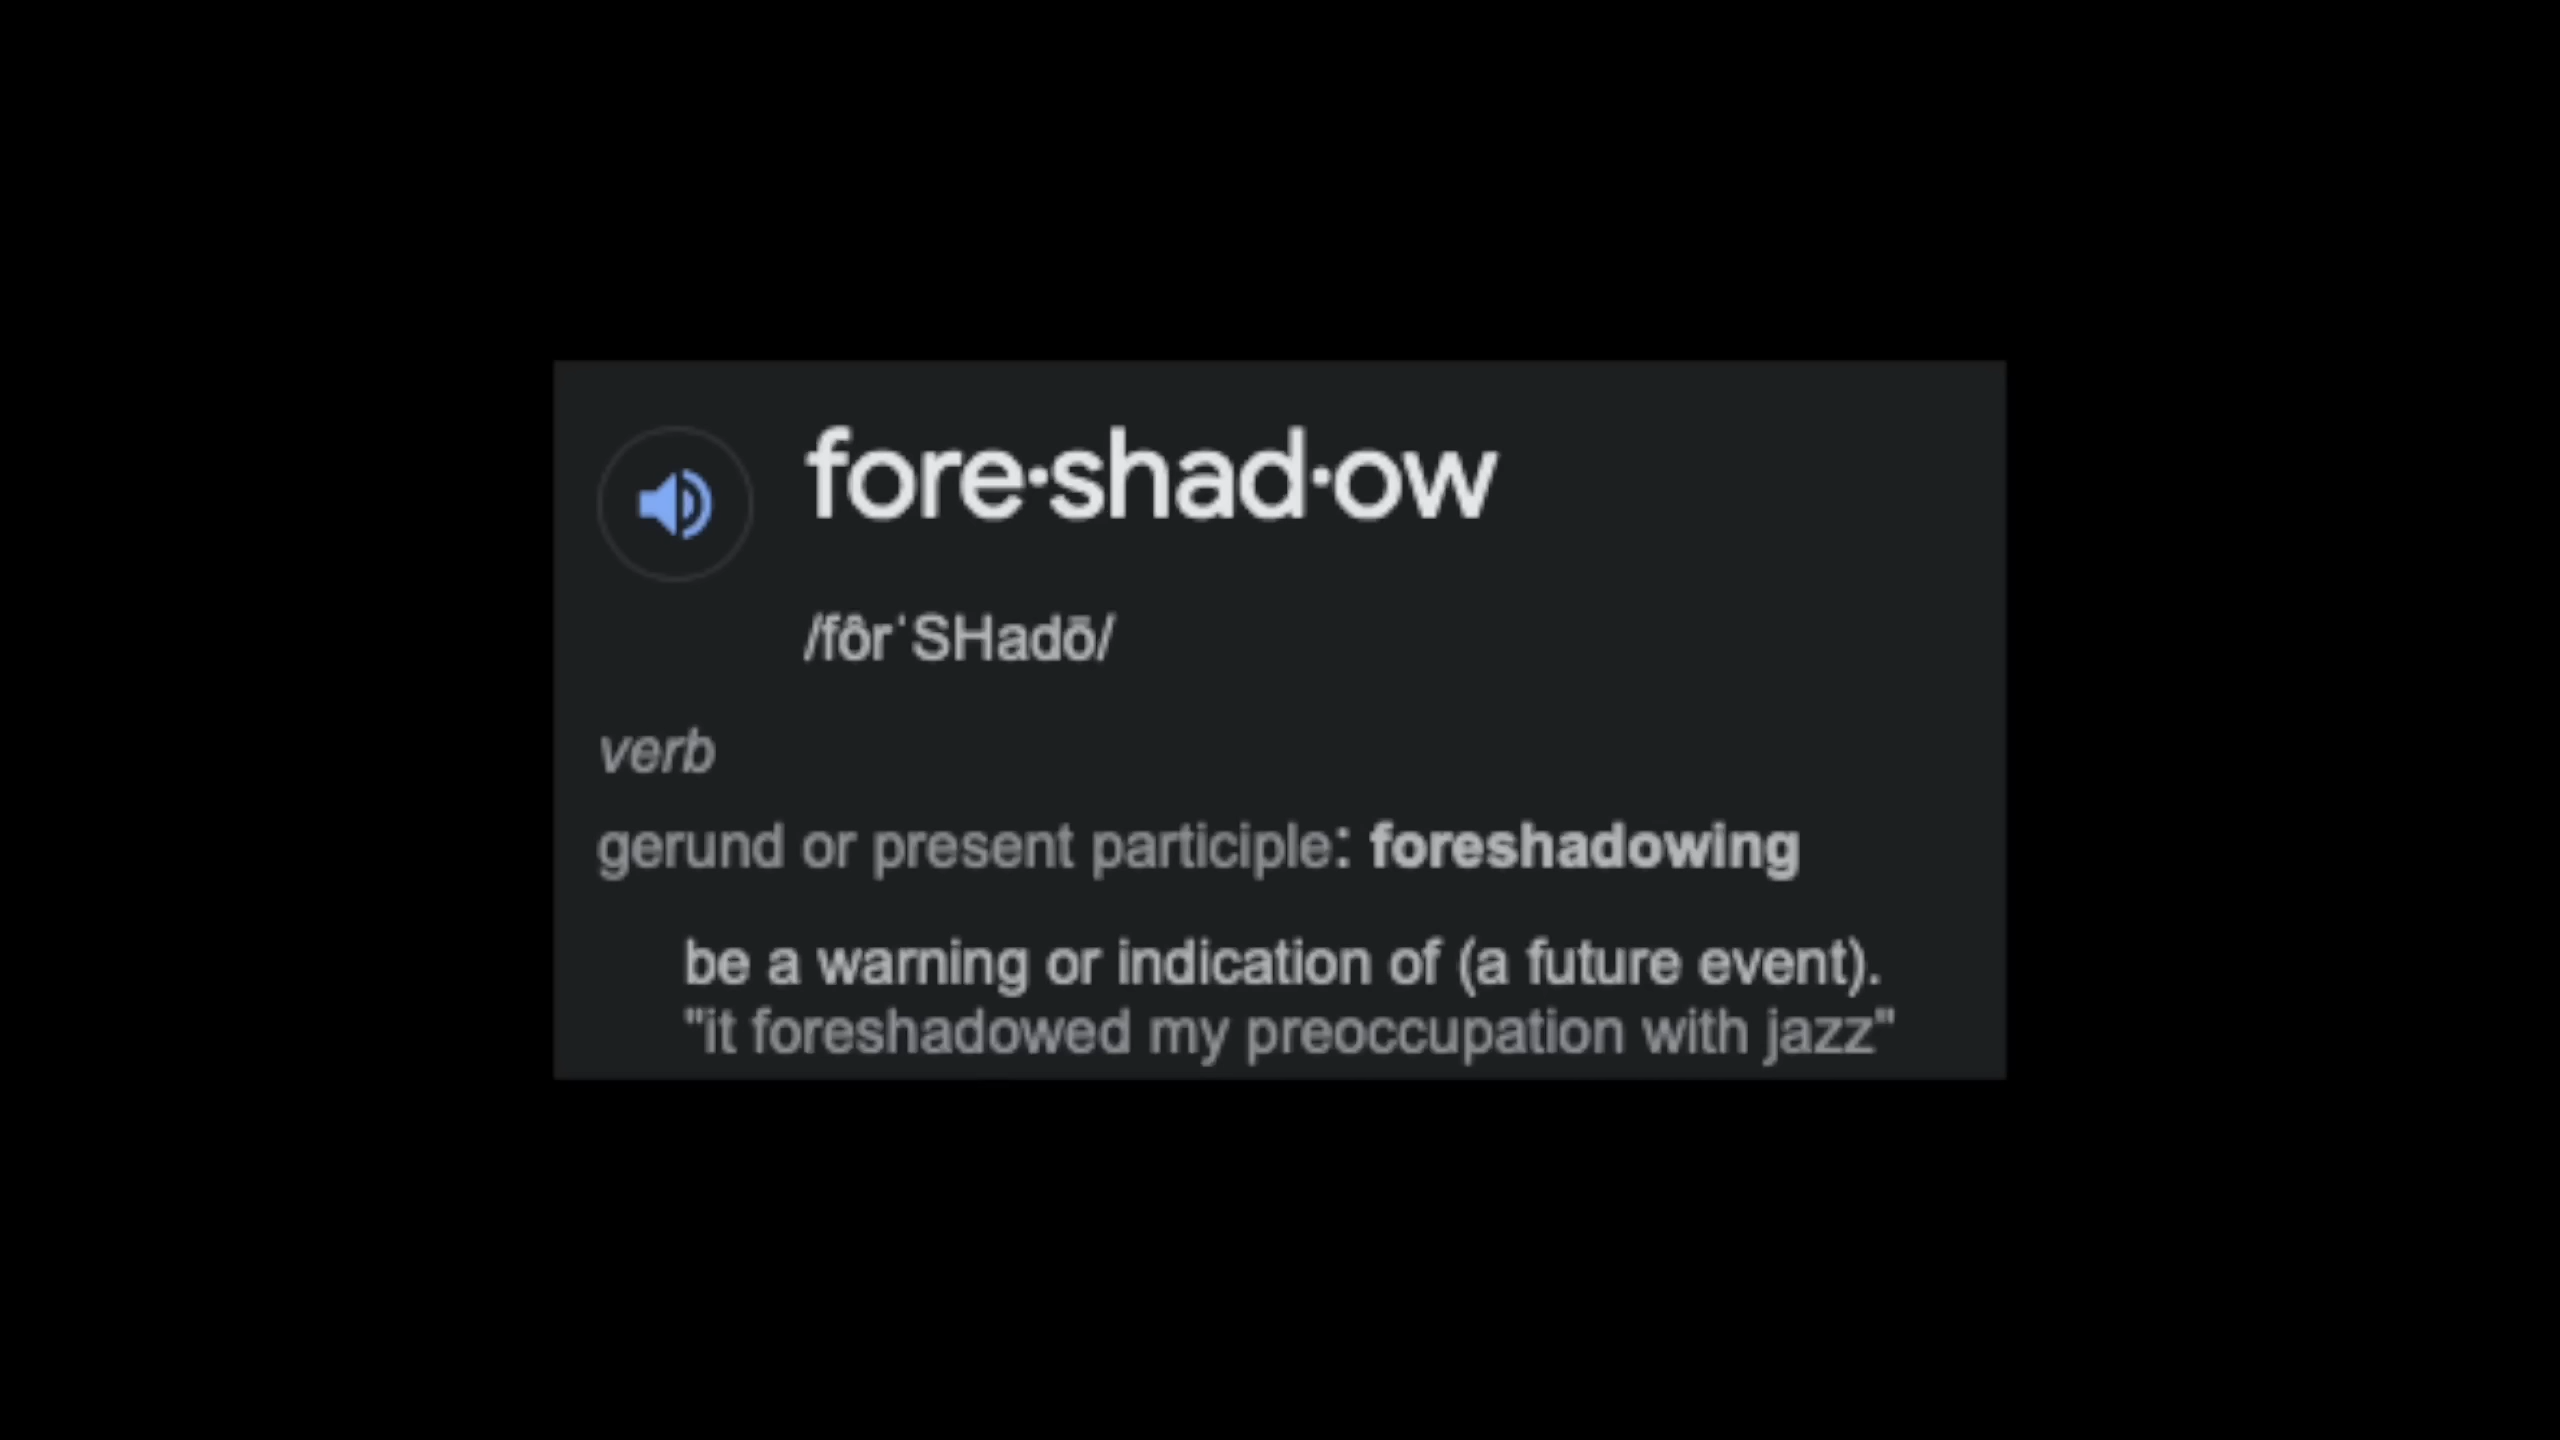 fore·shad·ow
/fôrˈSHadō/
verb
gerund or present participle: foreshadowing
be a warning or indication of (a future event).
"it foreshadowed my preoccupation with jazz"